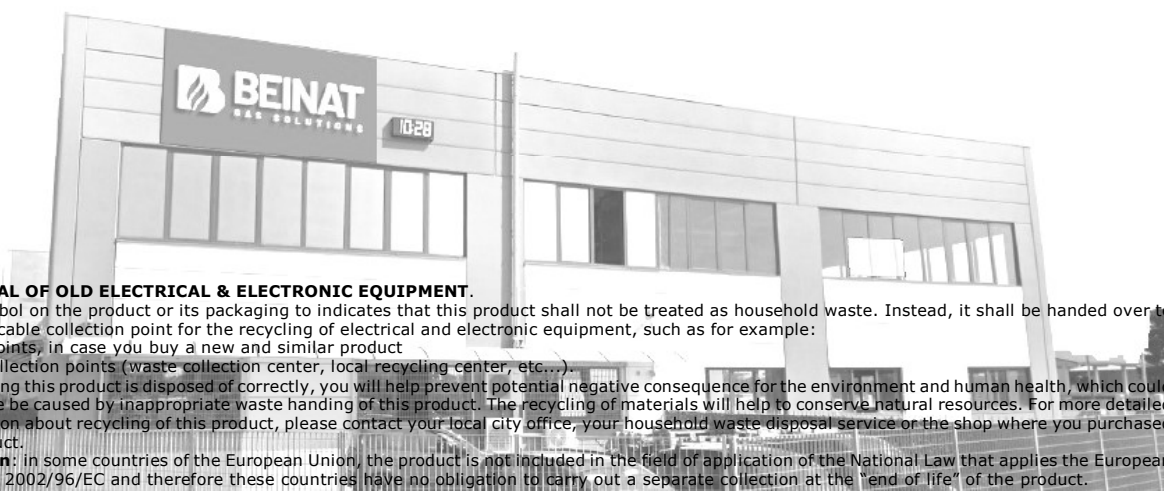 BEINAT
GAS SOLUTIONS
10:28
AL OF OLD ELECTRICAL & ELECTRONIC EQUIPMENT.
bol on the product or its packaging to indicates that this product shall not be treated as household waste. Instead, it shall be handed over to
cable collection point for the recycling of electrical and electronic equipment, such as for example:
oints, in case you buy a new and similar product
llection points (waste collection center, local recycling center, etc...).
ing this product is disposed of correctly, you will help prevent potential negative consequence for the environment and human health, which could
e be caused by inappropriate waste handing of this product. The recycling of materials will help to conserve natural resources. For more detailed
on about recycling of this product, please contact your local city office, your household waste disposal service or the shop where you purchased
uct.
n: in some countries of the European Union, the product is not included in the field of application of the National Law that applies the European
2002/96/EC and therefore these countries have no obligation to carry out a separate collection at the “end of life” of the product.